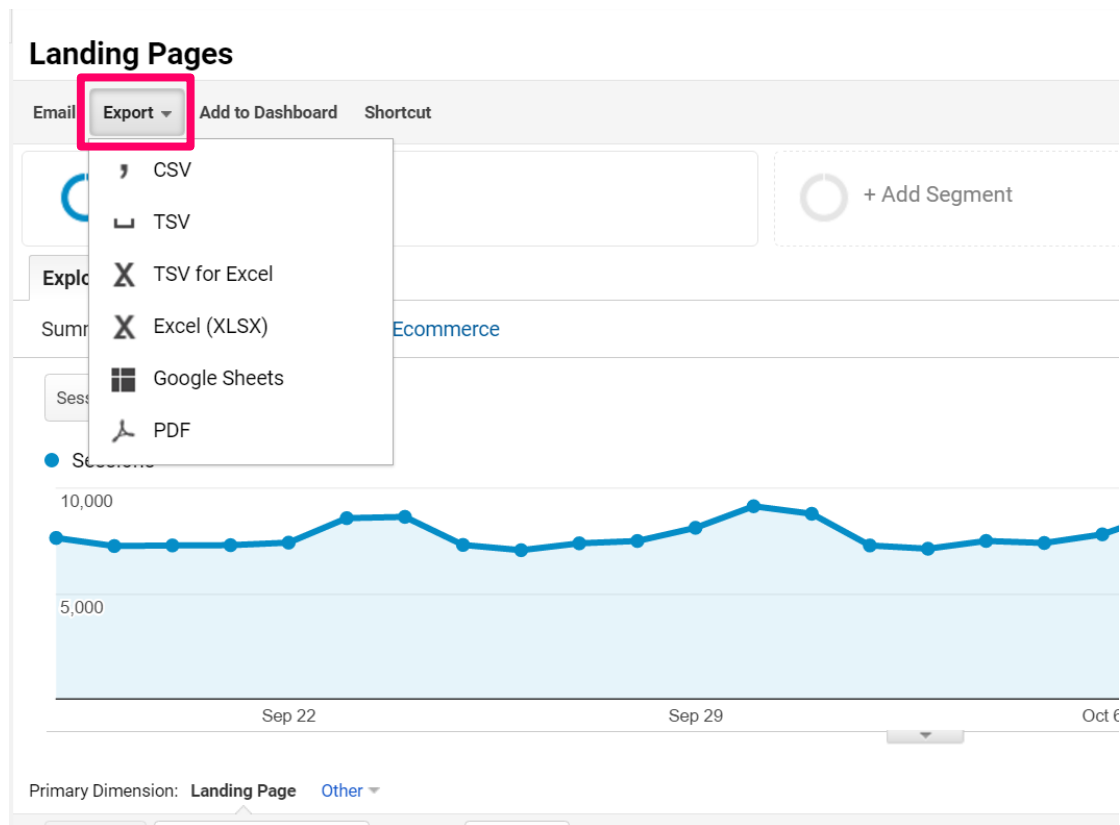 Landing Pages
Email Export Add to Dashboard Shortcut
CSV
+ Add Segment
TSV
TSV for Excel
Excel (XLSX)
Ecommerce
Google Sheets
PDF
10,000
5,000
Sep 22 Sep 29 Oct 6
Primary Dimension: Landing Page Other